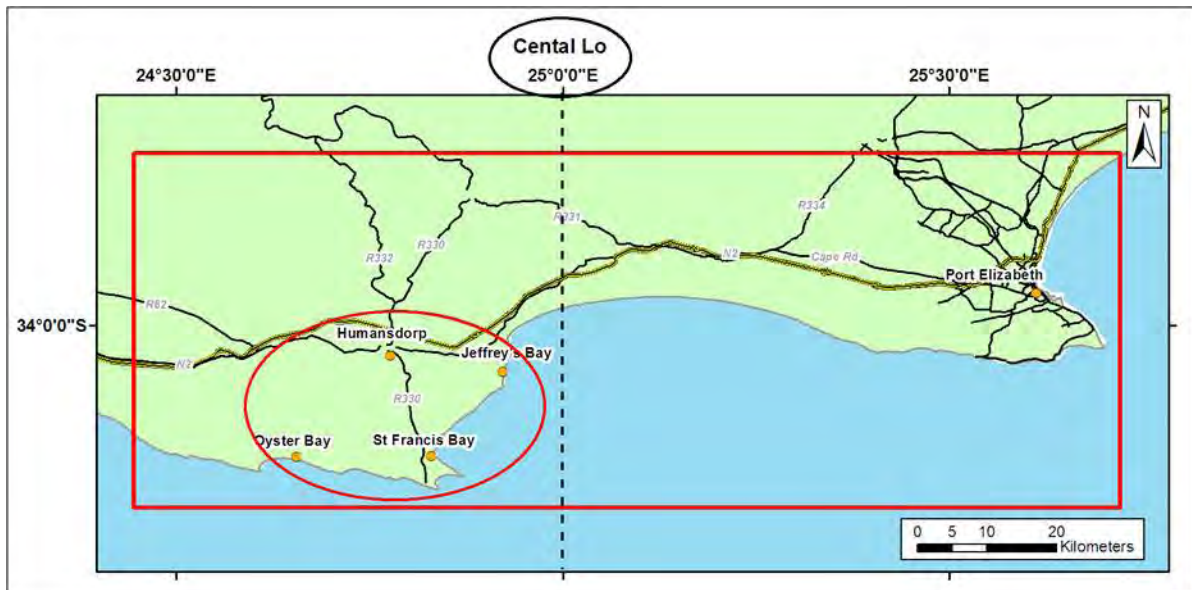 Cental Lo
24°30'0"E
25°0'0"E
25°30'0"E
N
R331
R334
R330
R332
N2
Cape Rd
Port Elizabeth
R62
34°0'0"S
Humansdorp
Jeffrey's Bay
N2
R330
Oyster Bay
St Francis Bay
0 5 10 20
Kilometers